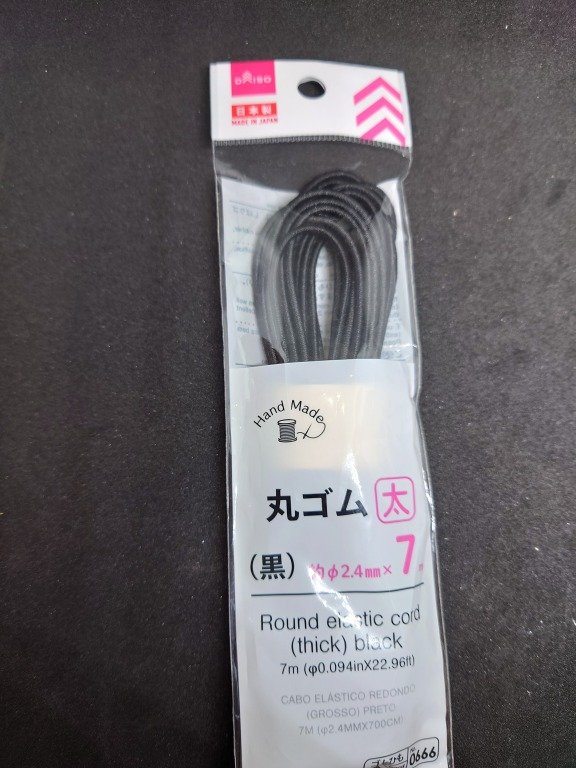 DAISO
日本製
MADE IN JAPAN
Hand Made
丸ゴム 太
(黒) 約φ2.4mm× 7m
Round elastic cord
(thick) black
7m (φ0.094inX22.96ft)
CABO ELÁSTICO REDONDO
(GROSSO) PRETO
7M (φ2.4MMX700CM)
0666